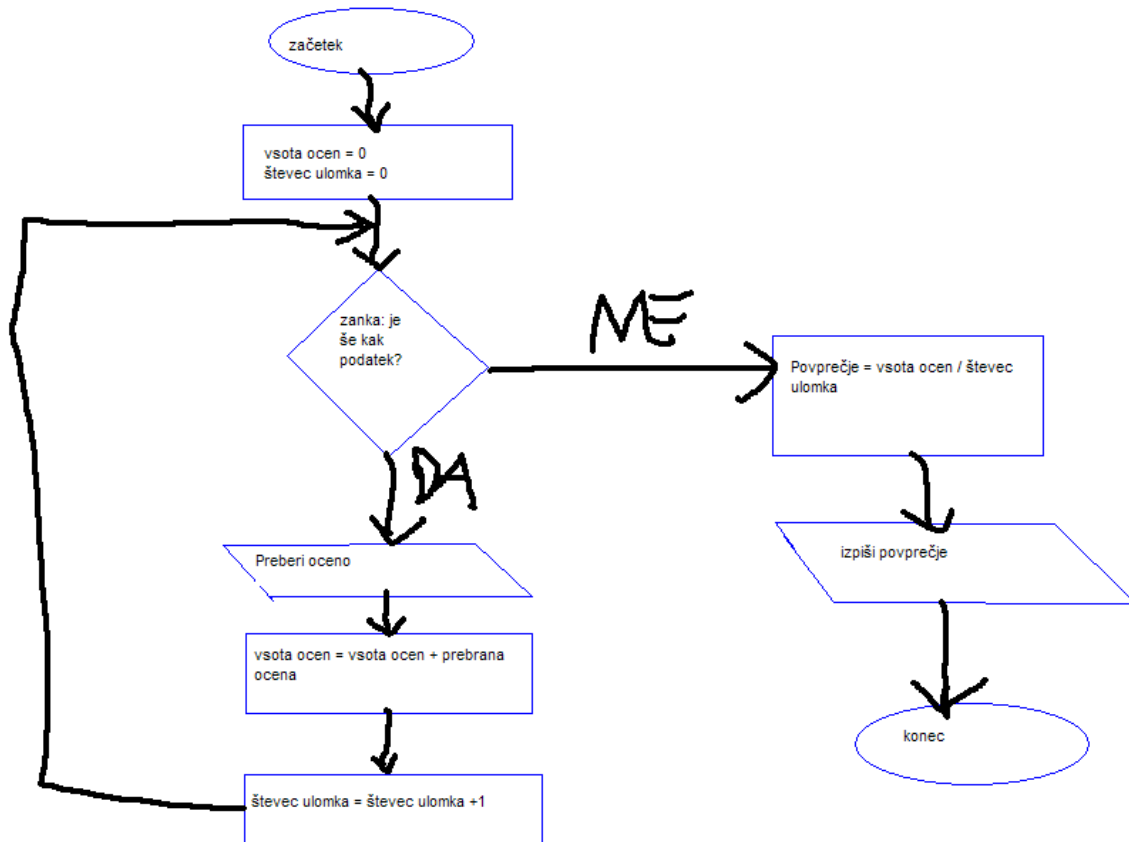 začetek
vsota ocen = 0
števec ulomka = 0
zanka: je
še kak
podatek?
NE
Povprečje = vsota ocen / števec
ulomka
DA
Preberi oceno
izpiši povprečje
vsota ocen = vsota ocen + prebrana
ocena
konec
števec ulomka = števec ulomka +1